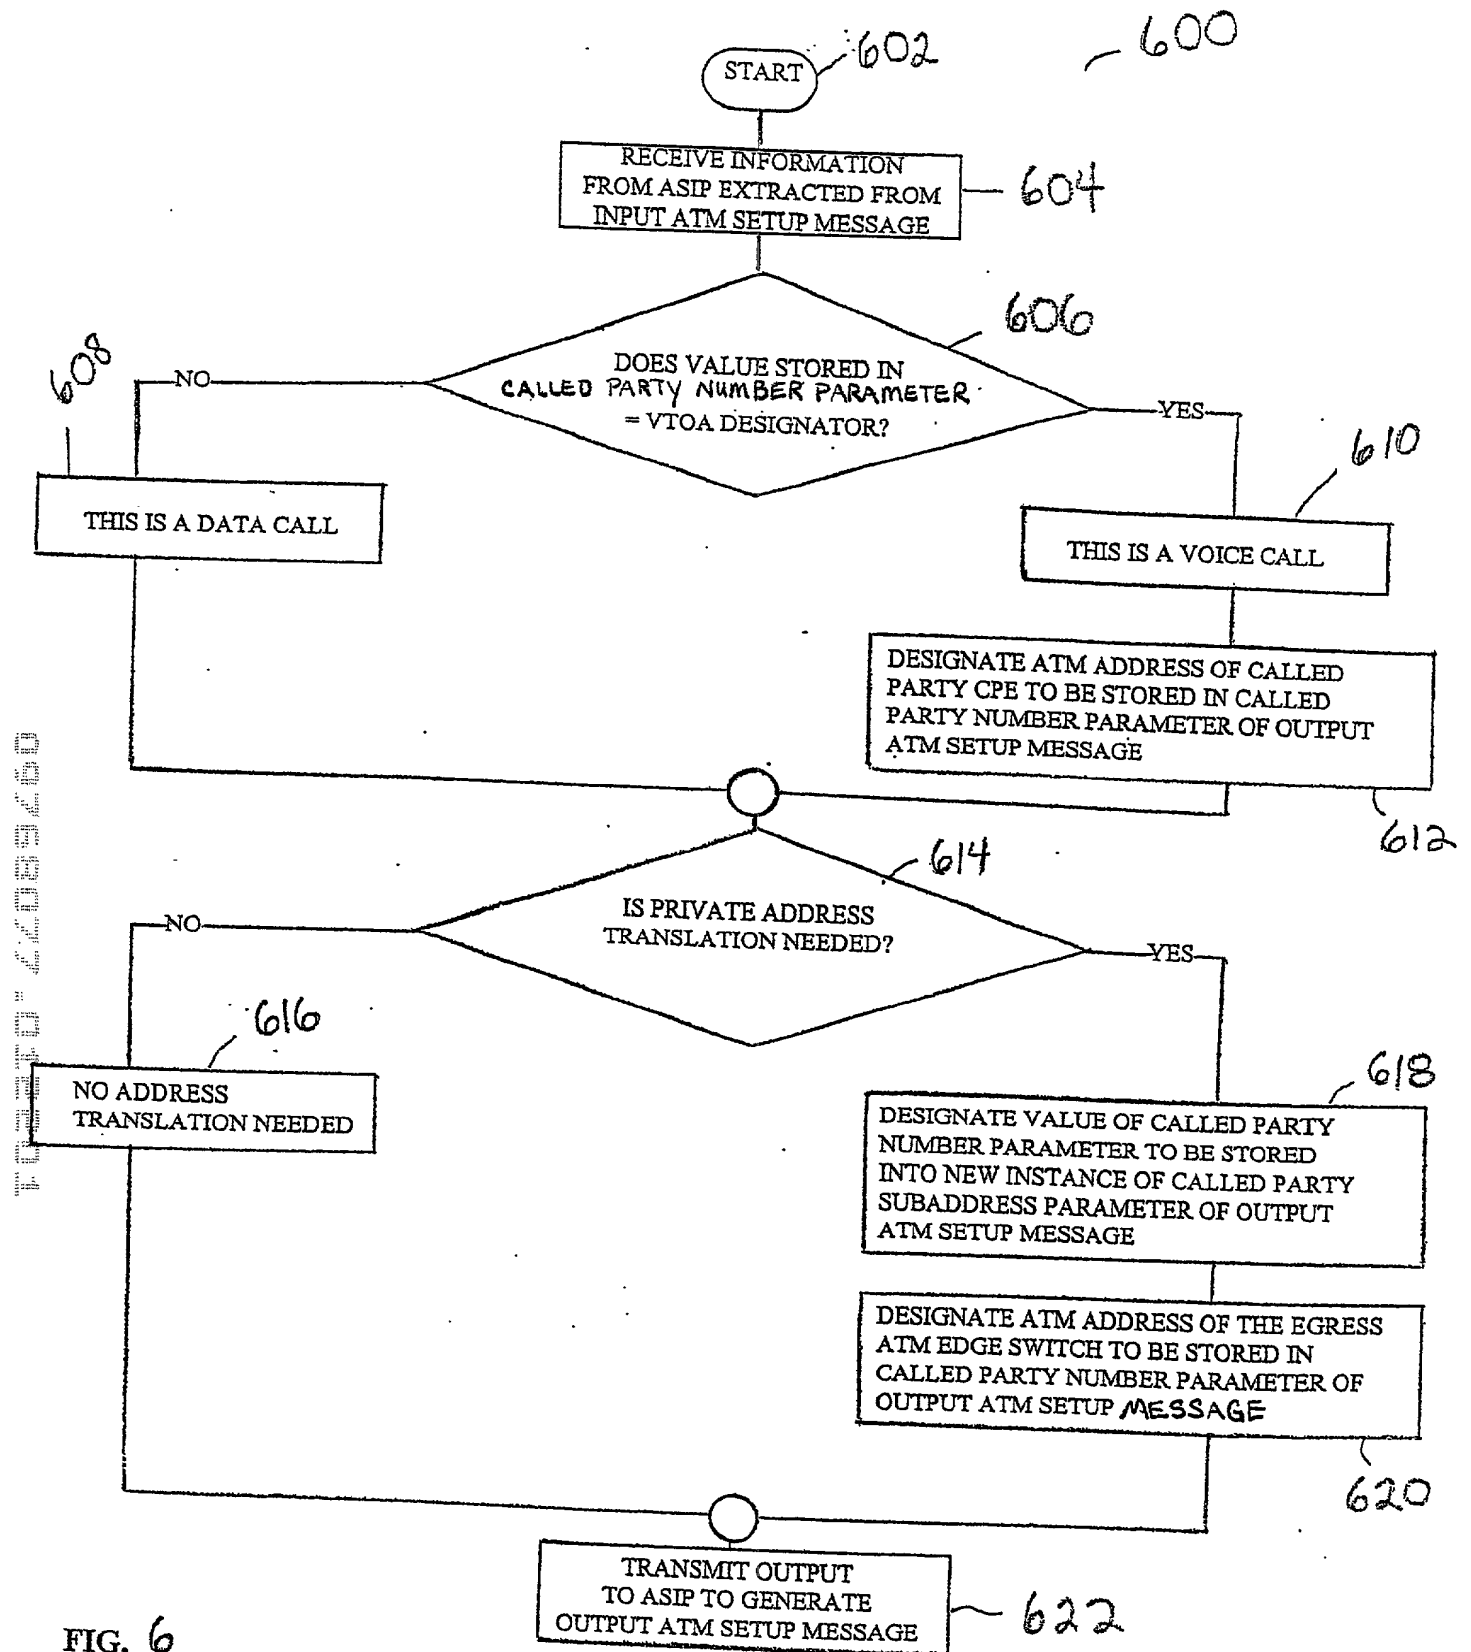 600
START
602
RECEIVE INFORMATION
FROM ASIP EXTRACTED FROM
INPUT ATM SETUP MESSAGE
604
606
DOES VALUE STORED IN
CALLED PARTY NUMBER PARAMETER
= VTOA DESIGNATOR?
NO
YES
608
THIS IS A DATA CALL
610
THIS IS A VOICE CALL
DESIGNATE ATM ADDRESS OF CALLED
PARTY CPE TO BE STORED IN CALLED
PARTY NUMBER PARAMETER OF OUTPUT
ATM SETUP MESSAGE
612
614
IS PRIVATE ADDRESS
TRANSLATION NEEDED?
NO
YES
616
NO ADDRESS
TRANSLATION NEEDED
618
DESIGNATE VALUE OF CALLED PARTY
NUMBER PARAMETER TO BE STORED
INTO NEW INSTANCE OF CALLED PARTY
SUBADDRESS PARAMETER OF OUTPUT
ATM SETUP MESSAGE
DESIGNATE ATM ADDRESS OF THE EGRESS
ATM EDGE SWITCH TO BE STORED IN
CALLED PARTY NUMBER PARAMETER OF
OUTPUT ATM SETUP MESSAGE
620
TRANSMIT OUTPUT
TO ASIP TO GENERATE
OUTPUT ATM SETUP MESSAGE
622
FIG. 6